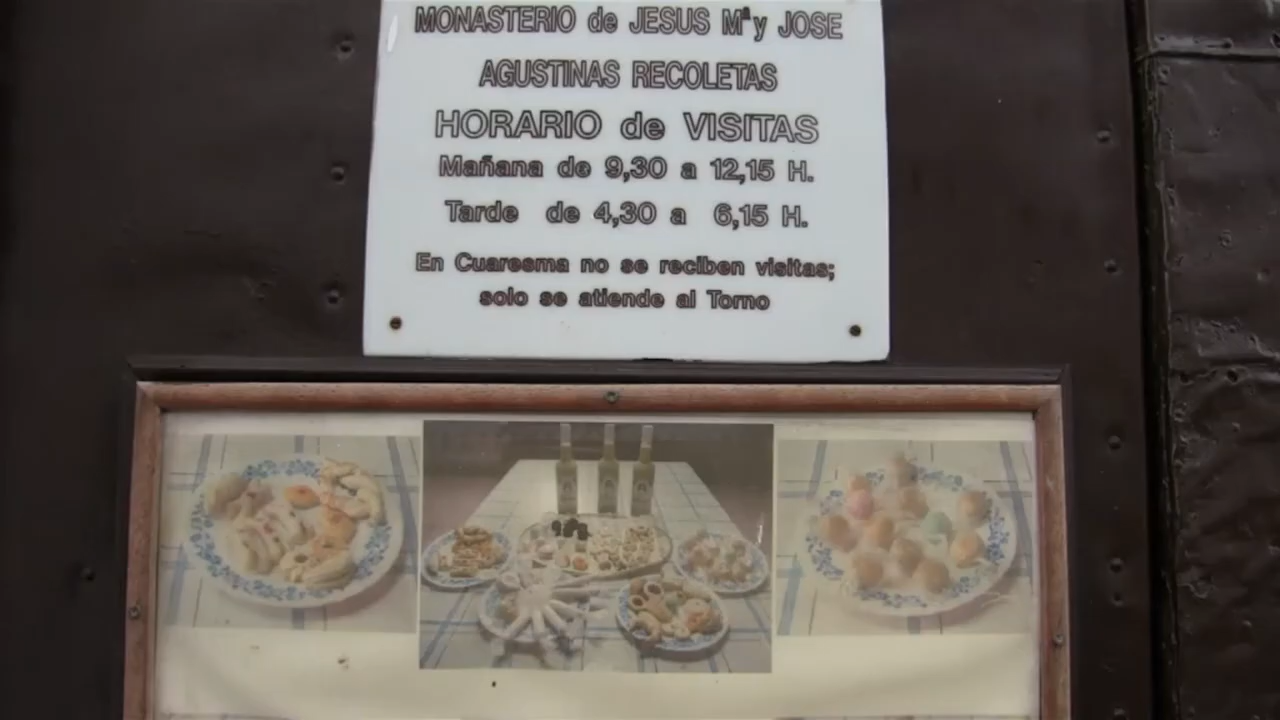 MONASTERIO de JESUS Mª y JOSE
AGUSTINAS RECOLETAS
HORARIO de VISITAS
Mañana de 9,30 a 12,15 H.
Tarde de 4,30 a 6,15 H.
En Cuaresma no se reciben visitas;
solo se atiende al Torno